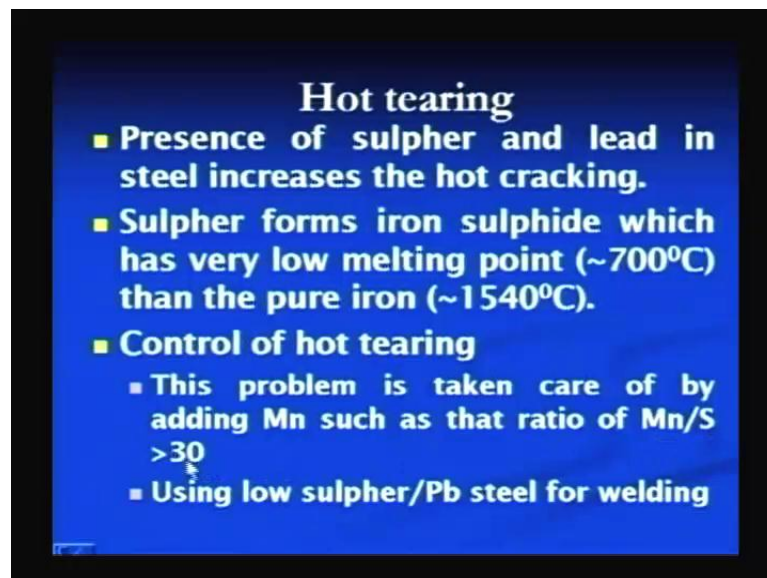 Hot tearing
Presence of sulpher and lead in
steel increases the hot cracking.
Sulpher forms iron sulphide which
has very low melting point (~700⁰C)
than the pure iron (~1540⁰C).
Control of hot tearing
This problem is taken care of by
adding Mn such as that ratio of Mn/S
>30
Using low sulpher/Pb steel for welding